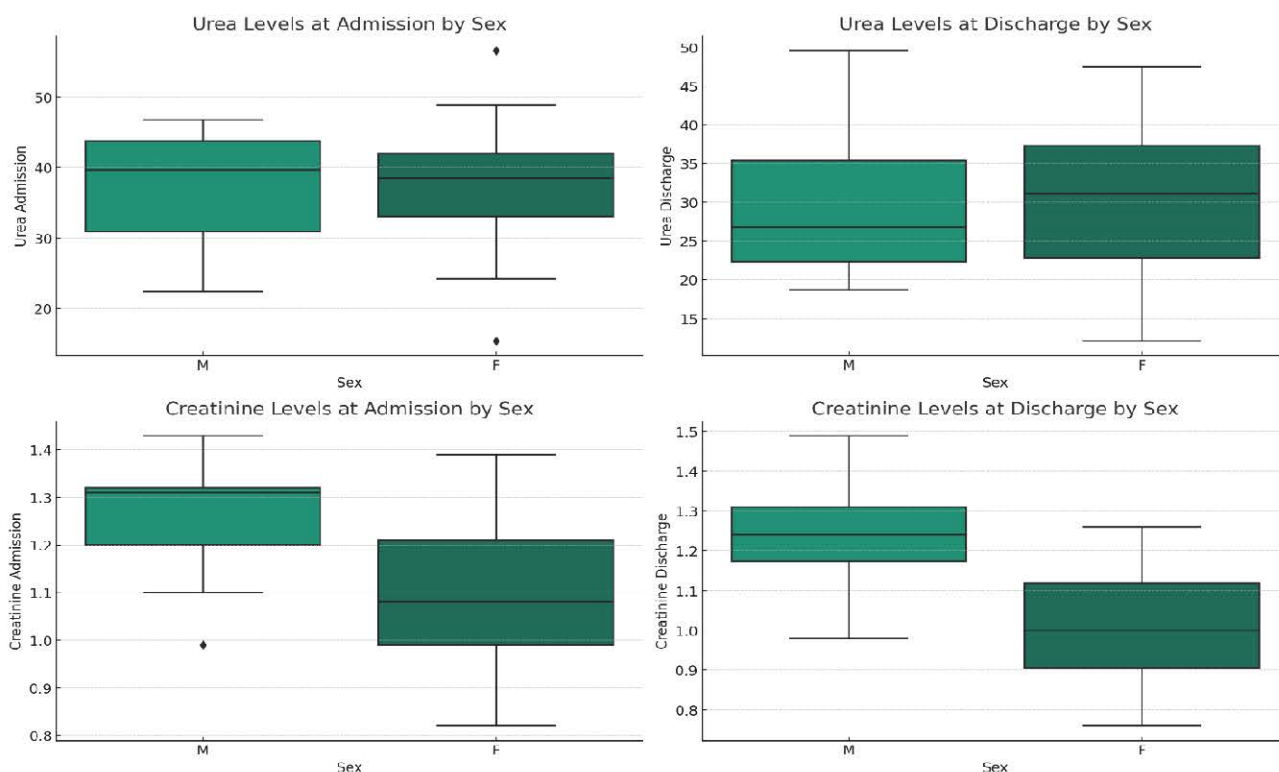 Urea Levels at Admission by Sex
Urea Admission
50
40
30
20
M
F
Sex
Urea Levels at Discharge by Sex
Urea Discharge
50
45
40
35
30
25
20
15
M
F
Sex
Creatinine Levels at Admission by Sex
Creatinine Admission
1.4
1.3
1.2
1.1
1.0
0.9
0.8
M
F
Sex
Creatinine Levels at Discharge by Sex
Creatinine Discharge
1.5
1.4
1.3
1.2
1.1
1.0
0.9
0.8
M
F
Sex